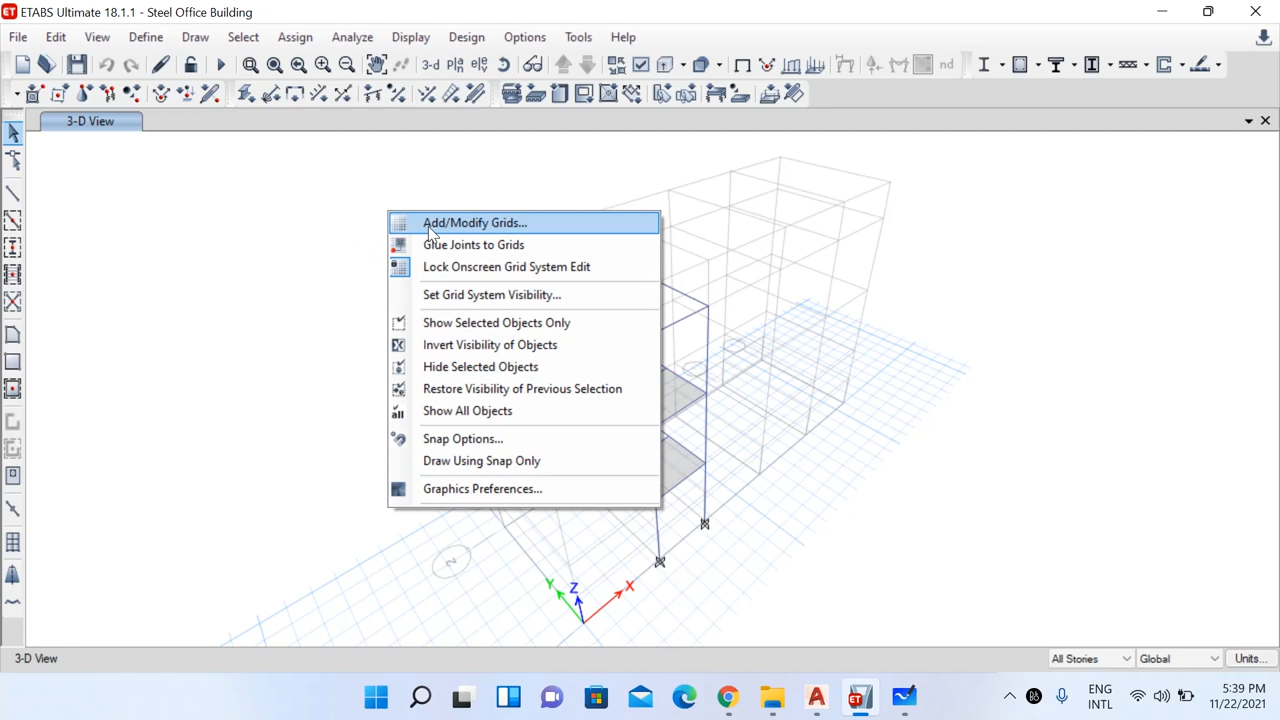 ETABS Ultimate 18.1.1 - Steel Office Building
File Edit View Define Draw Select Assign Analyze Display Design Options Tools Help
3-d nd
3-D View
Add/Modify Grids...
Glue Joints to Grids
Lock Onscreen Grid System Edit
Set Grid System Visibility...
Show Selected Objects Only
Invert Visibility of Objects
Hide Selected Objects
Restore Visibility of Previous Selection
all Show All Objects
Snap Options...
Draw Using Snap Only
Graphics Preferences...
2
Y Z X
3-D View All Stories Global Units...
ENG 5:39 PM
INTL 11/22/2021